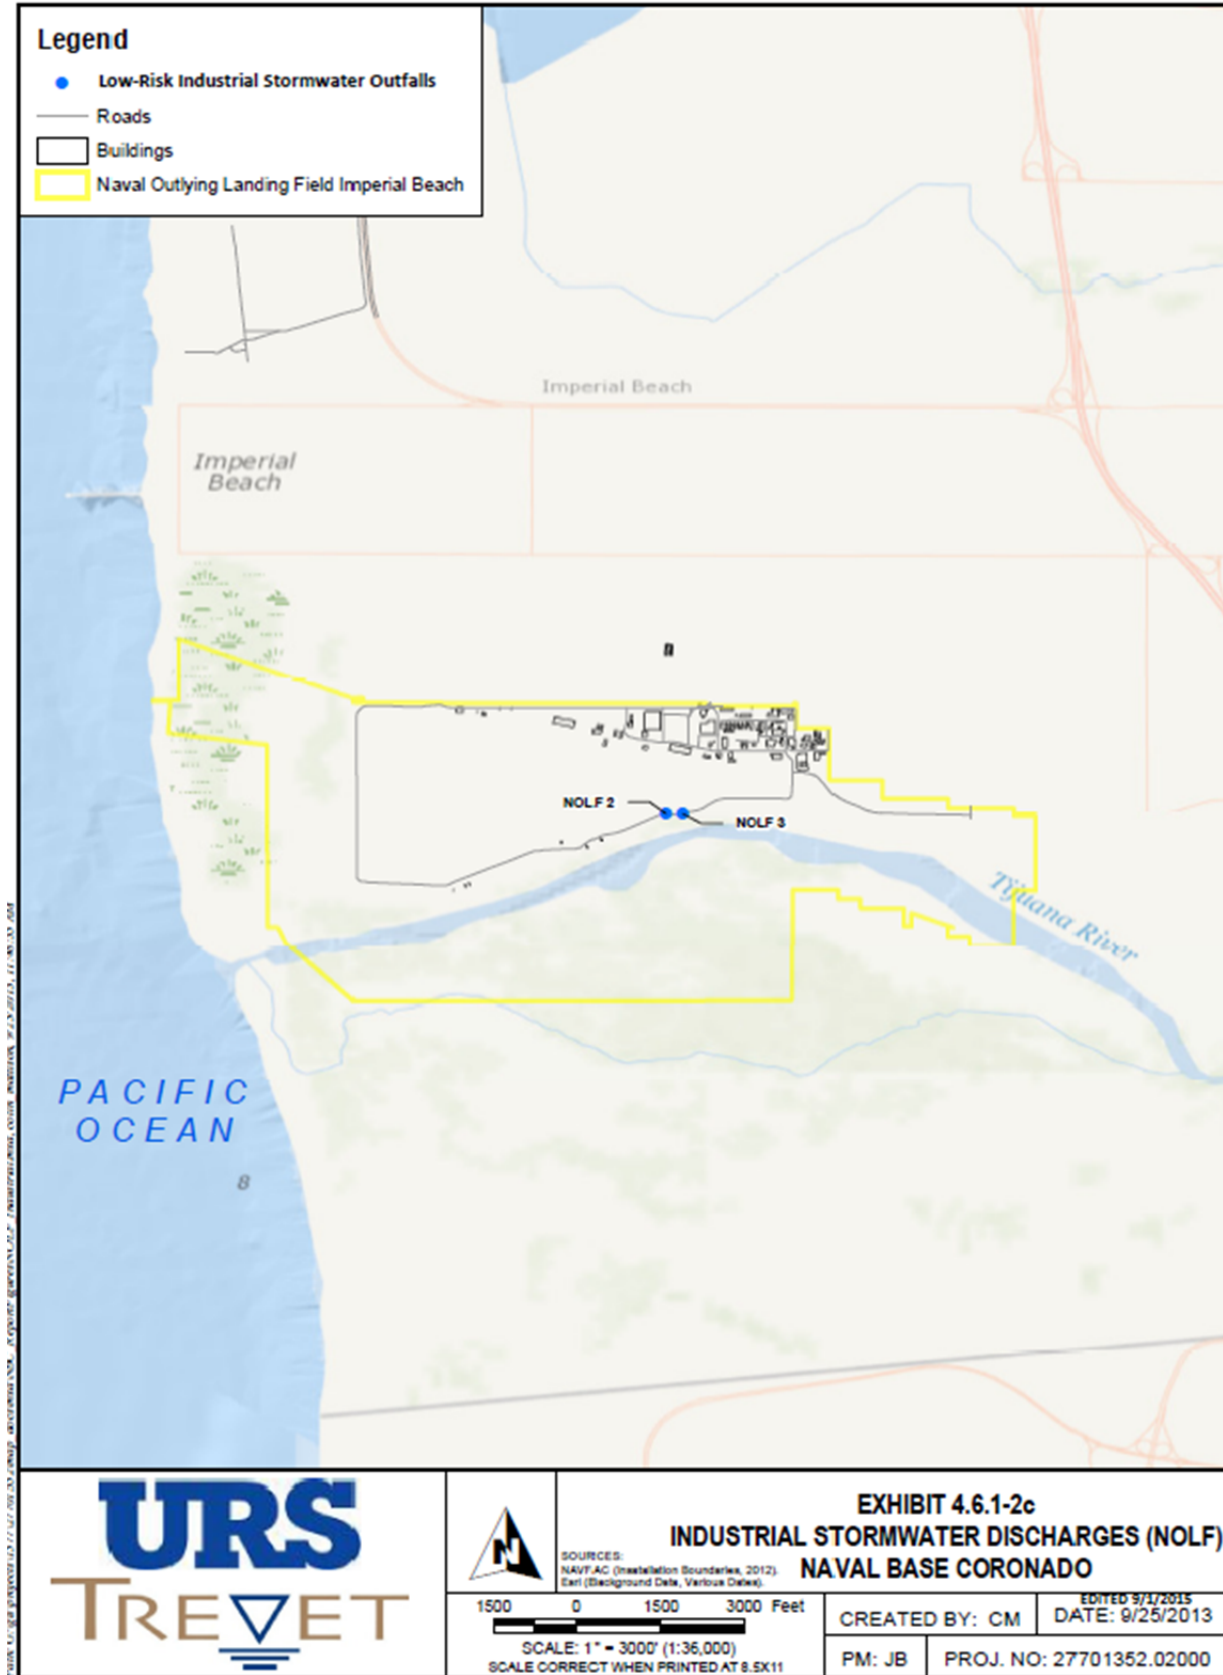 Legend
Low-Risk Industrial Stormwater Outfalls
Roads
Buildings
Naval Outlying Landing Field Imperial Beach
Imperial Beach
Imperial
Beach
NOLF 2
NOLF 3
Tijuana River
PACIFIC
OCEAN
8
URS
TREVET
N
SOURCES:
NAVFAC (Installation Boundaries, 2012).
Esri (Background Data, Various Dates).
EXHIBIT 4.6.1-2c
INDUSTRIAL STORMWATER DISCHARGES (NOLF)
NAVAL BASE CORONADO
1500 0 1500 3000 Feet
SCALE: 1" = 3000' (1:36,000)
SCALE CORRECT WHEN PRINTED AT 8.5X11
CREATED BY: CM
EDITED 9/1/2015
DATE: 9/25/2013
PM: JB
PROJ. NO: 27701352.02000